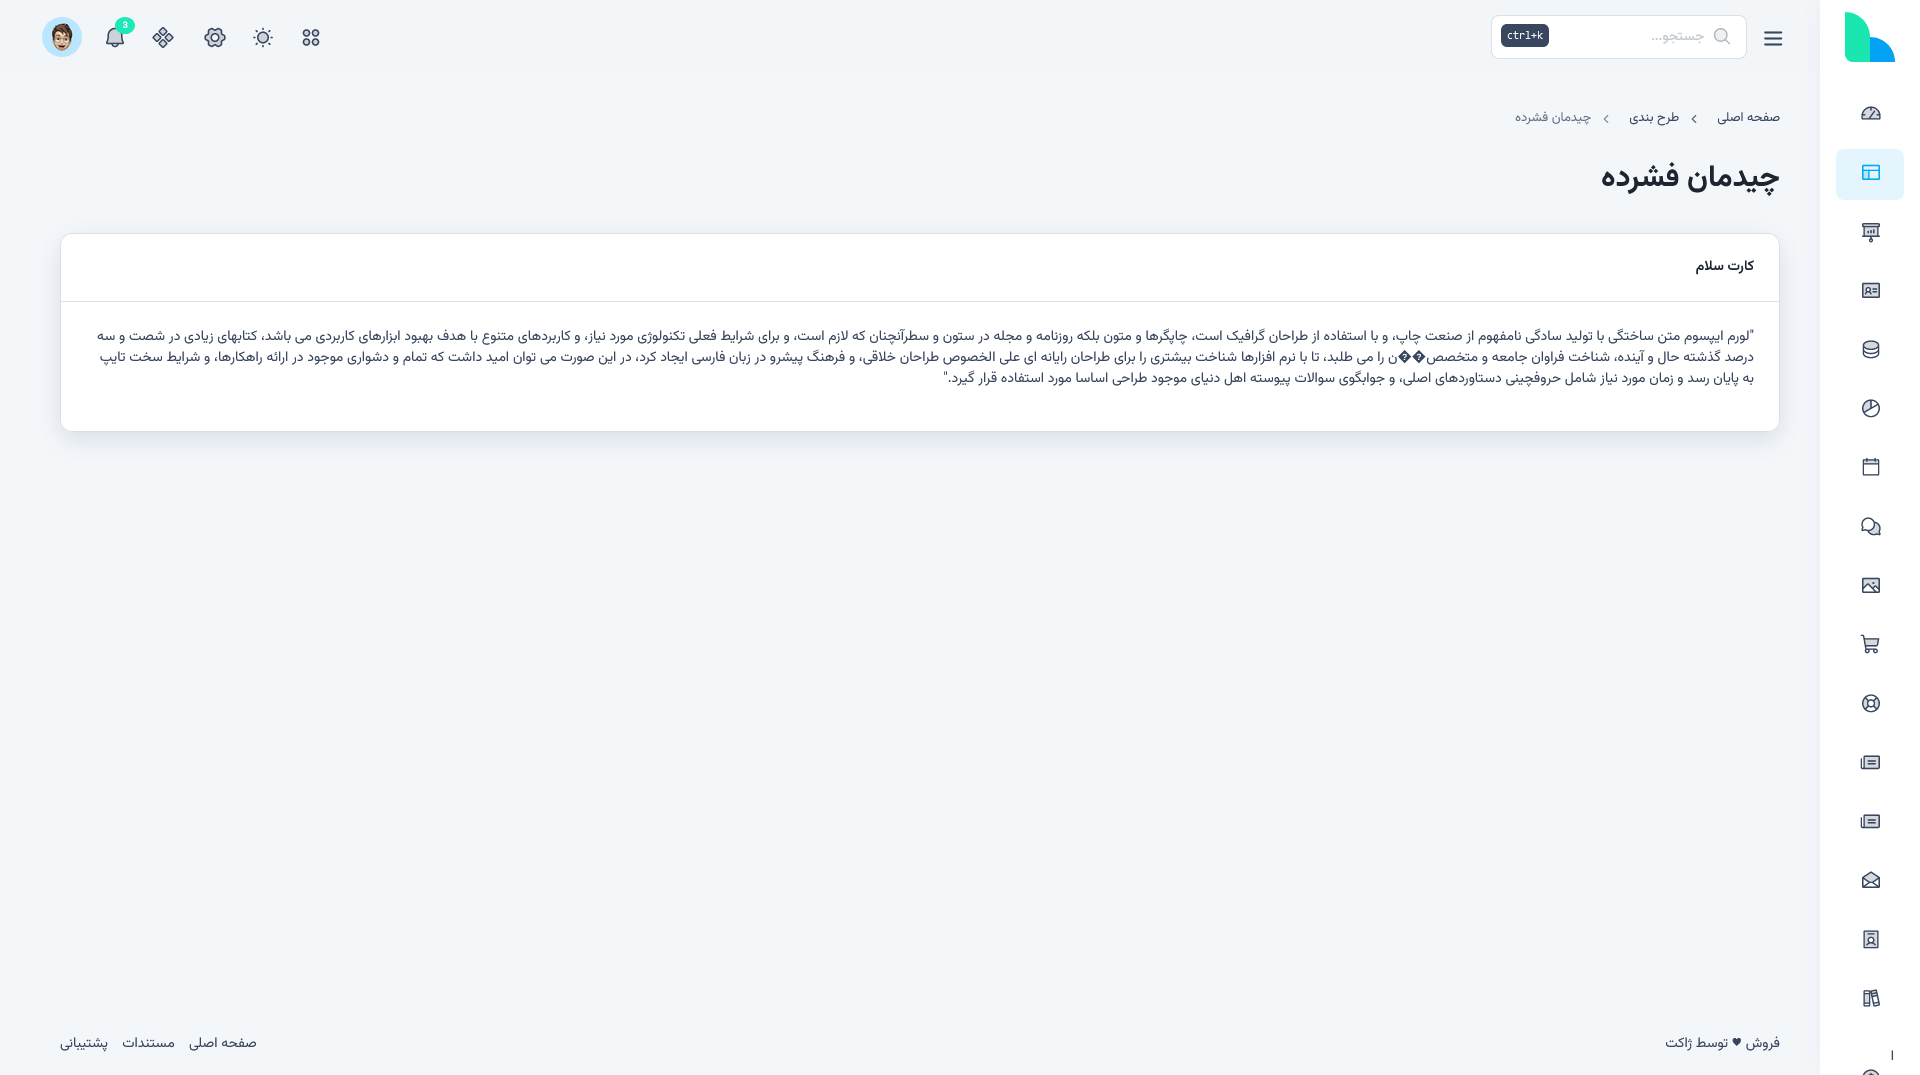 جستجو...
ctrl+k
3
صفحه اصلی
طرح بندی
چیدمان فشرده
چیدمان فشرده
کارت سلام
"لورم ایپسوم متن ساختگی با تولید سادگی نامفهوم از صنعت چاپ، و با استفاده از طراحان گرافیک است، چاپگرها و متون بلکه روزنامه و مجله در ستون و سطرآنچنان که لازم است، و برای شرایط فعلی تکنولوژی مورد نیاز، و کاربردهای متنوع با هدف بهبود ابزارهای کاربردی می باشد، کتابهای زیادی در شصت و سه
درصد گذشته حال و آینده، شناخت فراوان جامعه و متخصص��ن را می طلبد، تا با نرم افزارها شناخت بیشتری را برای طراحان رایانه ای علی الخصوص طراحان خلاقی، و فرهنگ پیشرو در زبان فارسی ایجاد کرد، در این صورت می توان امید داشت که تمام و دشواری موجود در ارائه راهکارها، و شرایط سخت تایپ
به پایان رسد و زمان مورد نیاز شامل حروفچینی دستاوردهای اصلی، و جوابگوی سوالات پیوسته اهل دنیای موجود طراحی اساسا مورد استفاده قرار گیرد."
فروش ♥ توسط ژاکت
صفحه اصلی
مستندات
پشتیبانی
ا